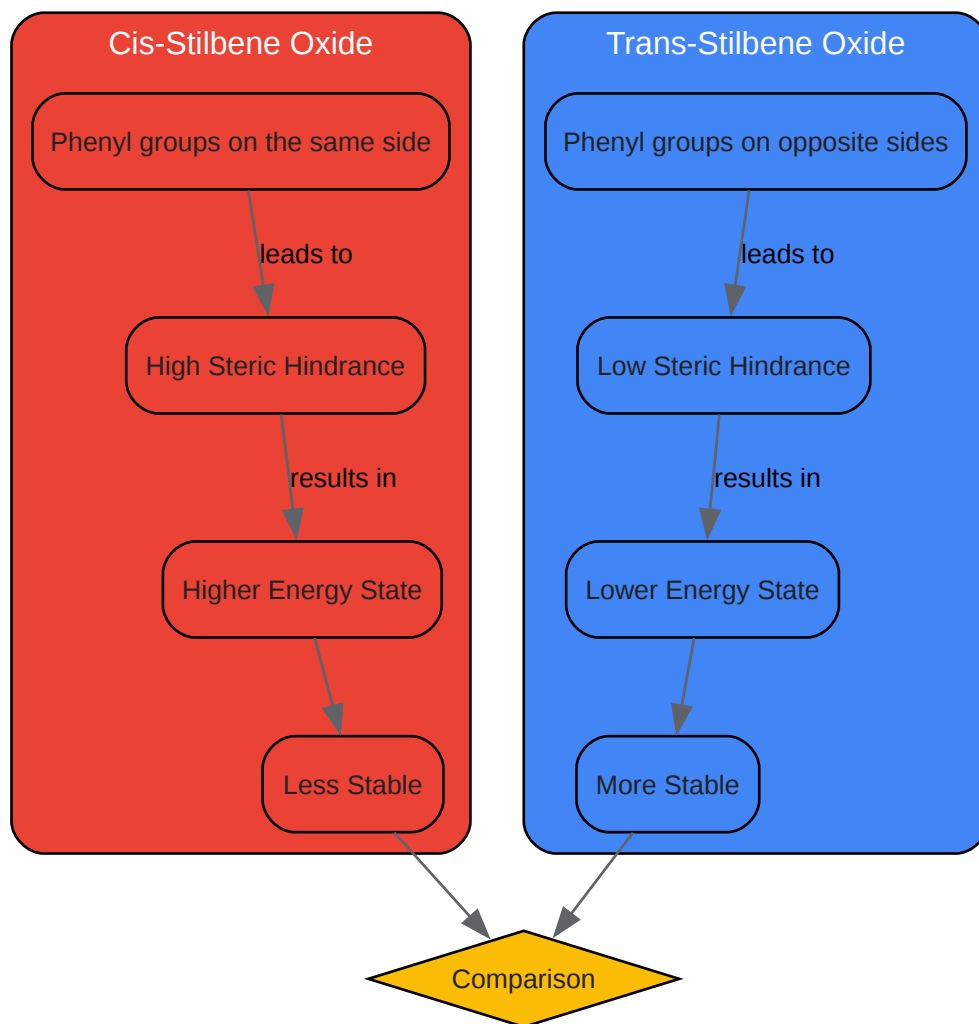 Cis-Stilbene Oxide
Phenyl groups on the same side
leads to
High Steric Hindrance
results in
Higher Energy State
Less Stable
Trans-Stilbene Oxide
Phenyl groups on opposite sides
leads to
Low Steric Hindrance
results in
Lower Energy State
More Stable
Comparison